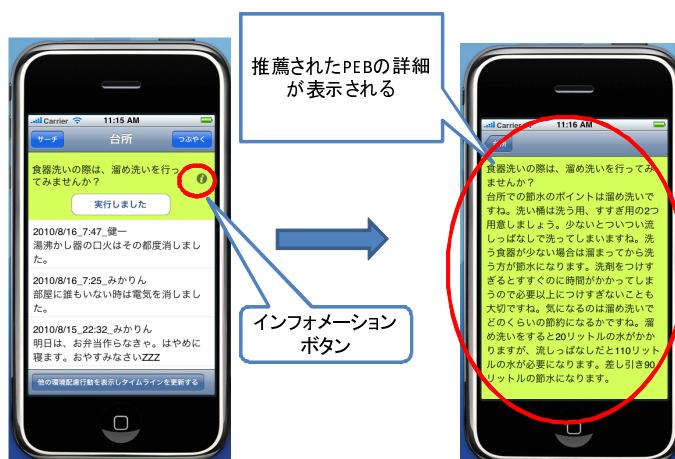 推薦されたPEBの詳細
が表示される
Carrier 11:15 AM
サーチ 台所 つぶやく
食器洗いの際は、溜め洗いを行っ
てみませんか？
実行しました
2010/8/16_7:47_健一
湯沸かし器の口火はその都度消しまし
た。
2010/8/16_7:25_みかりん
部屋に誰もいない時は電気を消しまし
た。
2010/8/15_22:32_みかりん
明日は、お弁当作らなきゃ。はやめに
寝ます。おやすみなさいZZZ
他の環境配慮行動を表示しタイムラインを更新する
インフォメーション
ボタン
Carrier 11:16 AM
食器洗いの際は、溜め洗いを行ってみ
ませんか？
台所での節水のポイントは溜め洗いで
すね。洗い桶は洗う用、すすぎ用の2つ
用意しましょう。少ないとついつい流
しっぱなしで洗ってしまいますね。洗
う食器が少ない場合は溜まってから洗
う方が節水になります。洗剤をつけす
ぎるとすすぐのに時間がかかってしま
うので必要以上につけすぎないことも
大切ですね。気になるのは溜め洗いで
どのくらいの節約になるかですね。溜
め洗いをすると20リットルの水がかか
りますが、流しっぱなしだと110リット
ルの水が必要になります。差し引き90
リットルの節水になります。